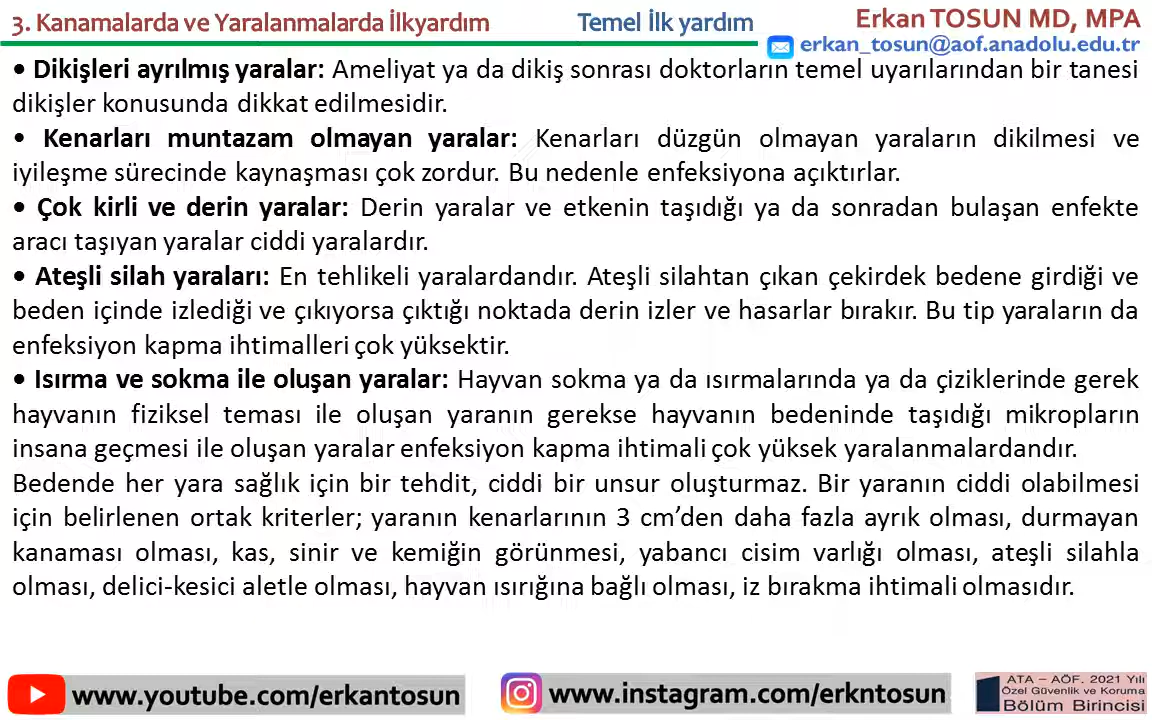 3. Kanamalarda ve Yaralanmalarda İlkyardım Temel İlk yardım Erkan TOSUN MD, MPA
erkan_tosun@aof.anadolu.edu.tr
• Dikişleri ayrılmış yaralar: Ameliyat ya da dikiş sonrası doktorların temel uyarılarından bir tanesi
dikişler konusunda dikkat edilmesidir.
• Kenarları muntazam olmayan yaralar: Kenarları düzgün olmayan yaraların dikilmesi ve
iyileşme sürecinde kaynaşması çok zordur. Bu nedenle enfeksiyona açıktırlar.
• Çok kirli ve derin yaralar: Derin yaralar ve etkenin taşıdığı ya da sonradan bulaşan enfekte
aracı taşıyan yaralar ciddi yaralardır.
• Ateşli silah yaraları: En tehlikeli yaralardandır. Ateşli silahtan çıkan çekirdek bedene girdiği ve
beden içinde izlediği ve çıkıyorsa çıktığı noktada derin izler ve hasarlar bırakır. Bu tip yaraların da
enfeksiyon kapma ihtimalleri çok yüksektir.
• Isırma ve sokma ile oluşan yaralar: Hayvan sokma ya da ısırmalarında ya da çiziklerinde gerek
hayvanın fiziksel teması ile oluşan yaranın gerekse hayvanın bedeninde taşıdığı mikropların
insana geçmesi ile oluşan yaralar enfeksiyon kapma ihtimali çok yüksek yaralanmalardandır.
Bedende her yara sağlık için bir tehdit, ciddi bir unsur oluşturmaz. Bir yaranın ciddi olabilmesi
için belirlenen ortak kriterler; yaranın kenarlarının 3 cm’den daha fazla ayrık olması, durmayan
kanaması olması, kas, sinir ve kemiğin görünmesi, yabancı cisim varlığı olması, ateşli silahla
olması, delici-kesici aletle olması, hayvan ısırığına bağlı olması, iz bırakma ihtimali olmasıdır.
www.youtube.com/erkantosun www.instagram.com/erkntosun
ATA – AÖF. 2021 Yılı
Özel Güvenlik ve Koruma
Bölüm Birincisi